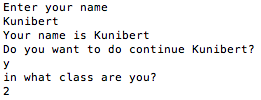 Enter your name
Kunibert
Your name is Kunibert
Do you want to do continue Kunibert?
y
in what class are you?
2